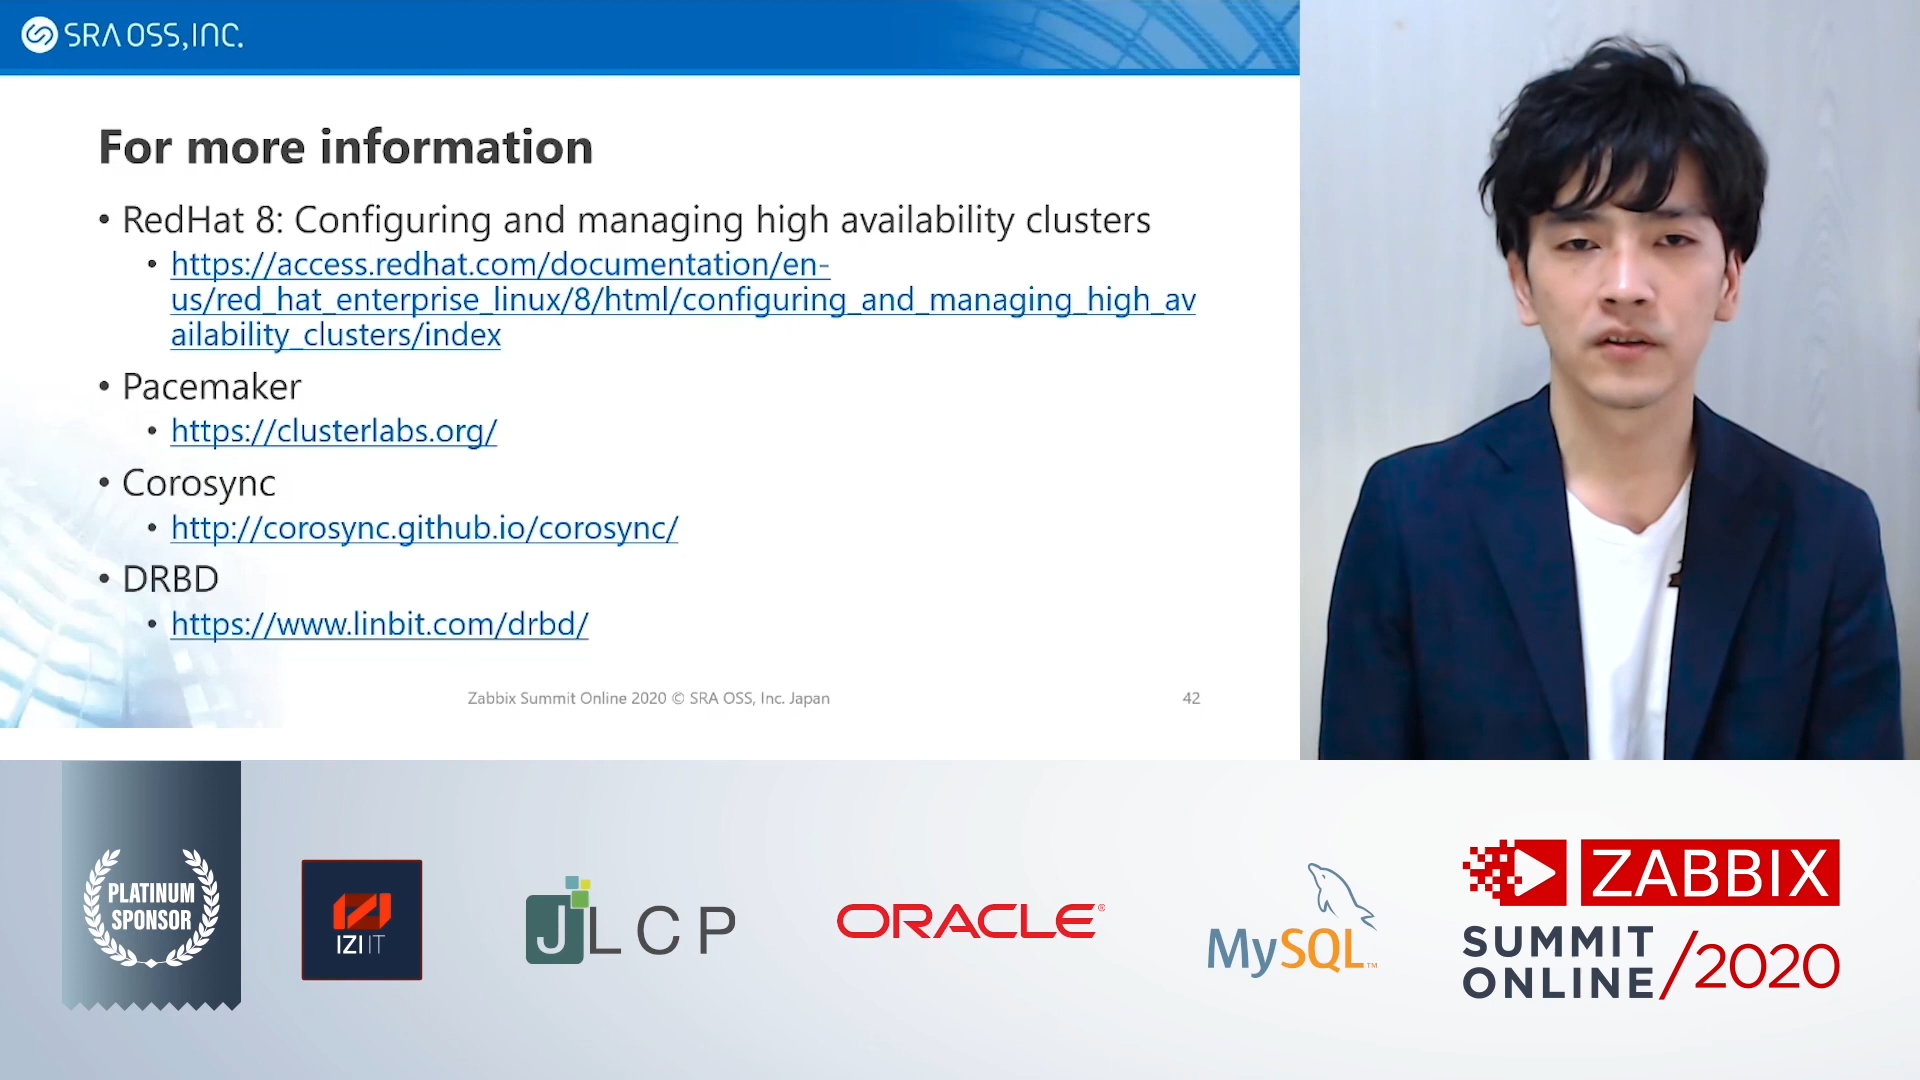 SRA OSS, INC.
For more information
• RedHat 8: Configuring and managing high availability clusters
• https://access.redhat.com/documentation/en-
us/red_hat_enterprise_linux/8/html/configuring_and_managing_high_av
ailability_clusters/index
• Pacemaker
• https://clusterlabs.org/
• Corosync
• http://corosync.github.io/corosync/
• DRBD
• https://www.linbit.com/drbd/
Zabbix Summit Online 2020 © SRA OSS, Inc. Japan
42
PLATINUM
SPONSOR
IZI IT
JLCP
ORACLE®
MySQL™
ZABBIX
SUMMIT
ONLINE /2020